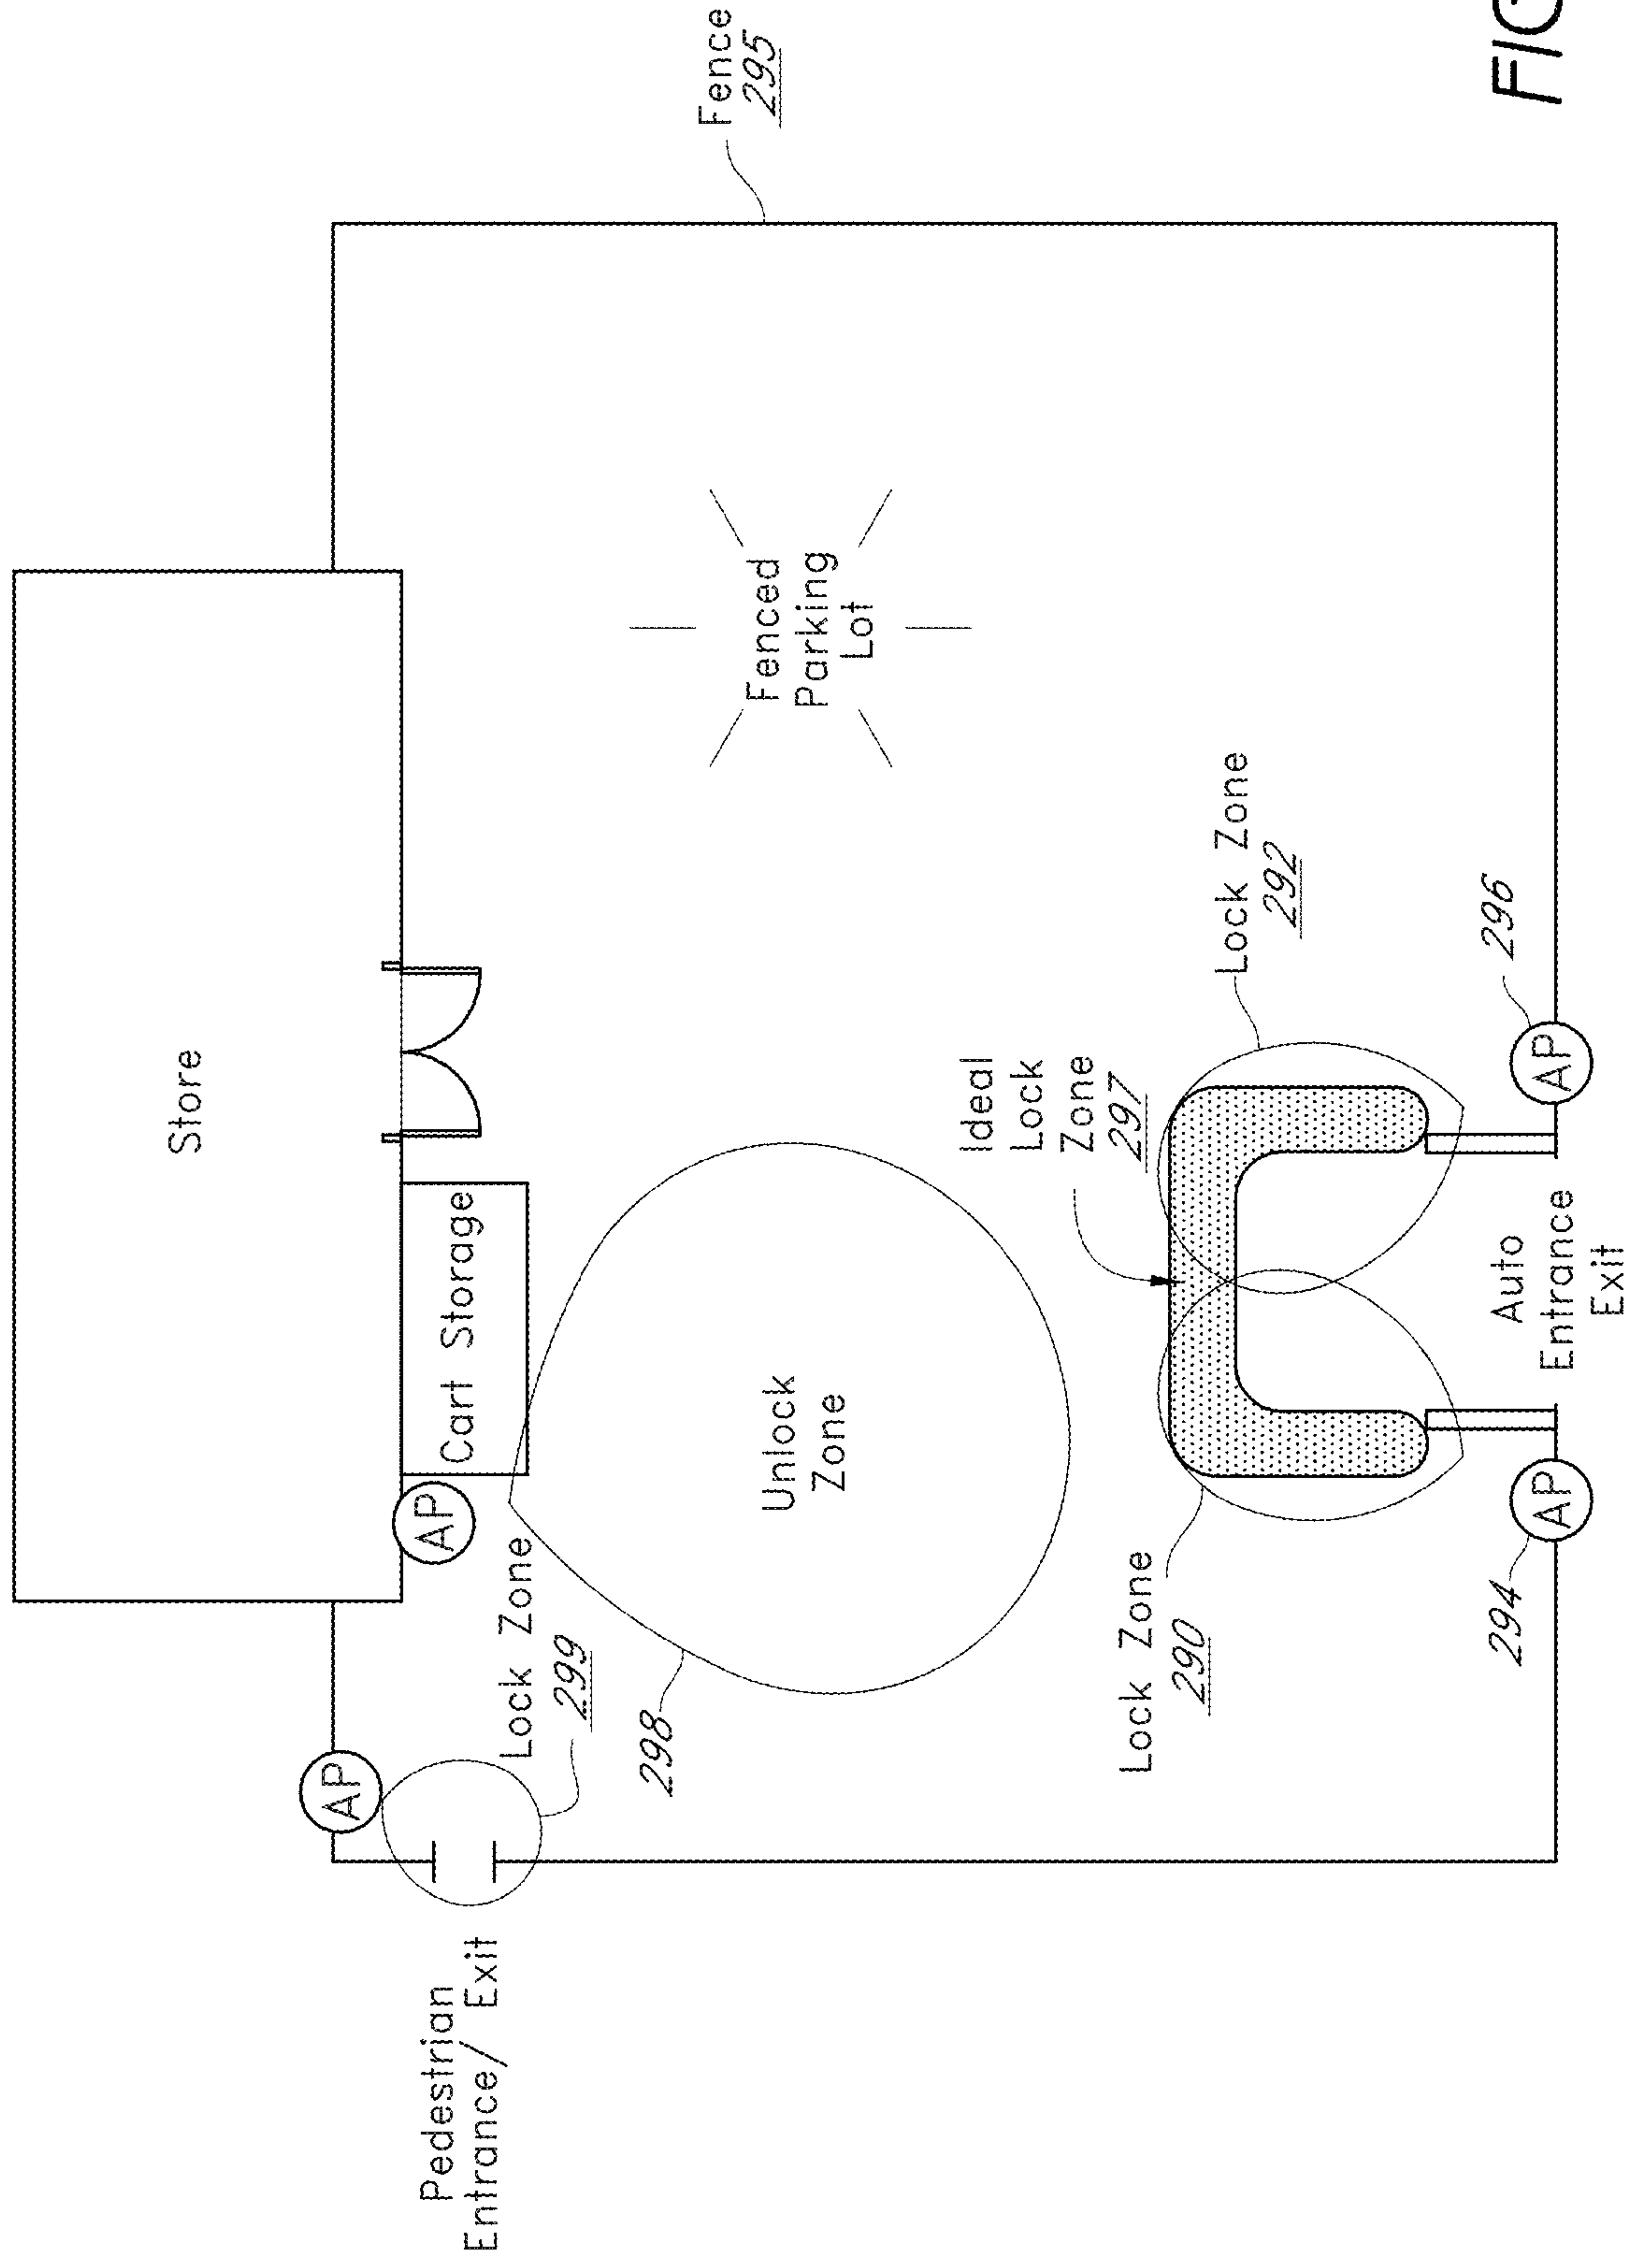 Store
Cart Storage
AP
AP
Pedestrian
Entrance/ Exit
Lock Zone
299
298
Unlock
Zone
Fenced
Parking
Lot
Fence
295
Ideal
Lock
Zone
297
Lock Zone
290
Lock Zone
292
294
AP
Auto
Entrance
Exit
AP
296